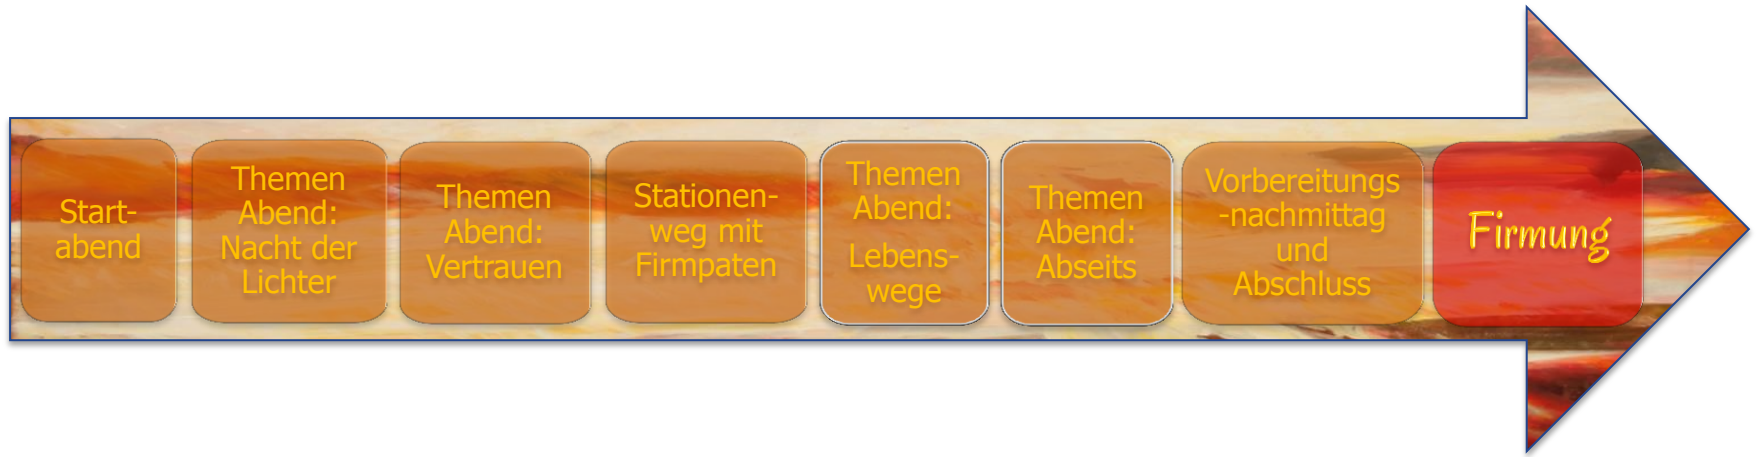 Start-
abend
Themen
Abend:
Nacht der
Lichter
Themen
Abend:
Vertrauen
Stationen-
weg mit
Firmpaten
Themen
Abend:
Lebens-
wege
Themen
Abend:
Abseits
Vorbereitungs
-nachmittag
und
Abschluss
Firmung